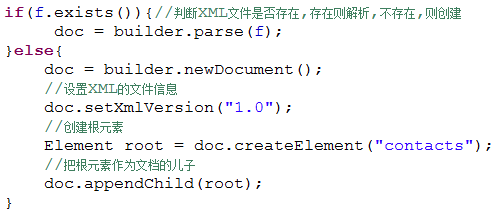 if(f.exists()){//判断XML文件是否存在,存在则解析,不存在,则创建
doc = builder.parse(f);
}else{
doc = builder.newDocument();
//设置XML的文件信息
doc.setXmlVersion("1.0");
//创建根元素
Element root = doc.createElement("contacts");
//把根元素作为文档的儿子
doc.appendChild(root);
}